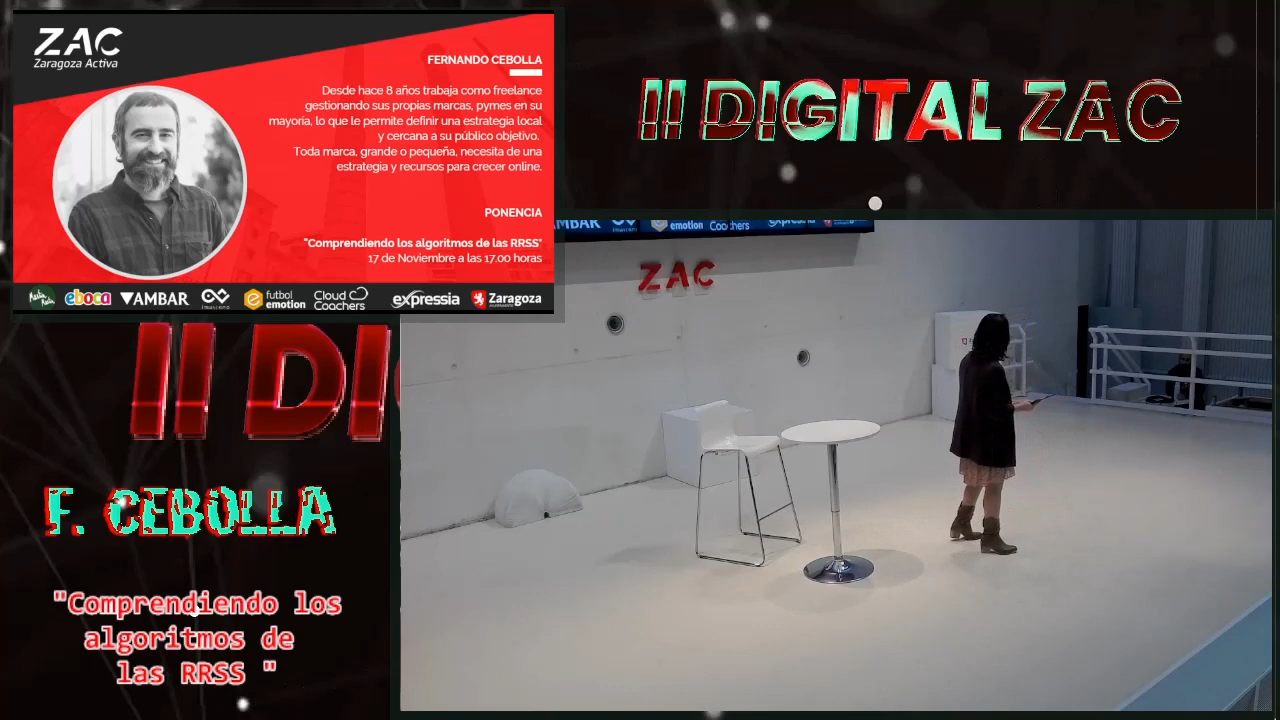 ZAC
Zaragoza Activa
FERNANDO CEBOLLA
Desde hace 8 años trabaja como freelance
gestionando sus propias marcas, pymes en su
mayoría, lo que le permite definir una estrategia local
y cercana a su público objetivo.
Toda marca, grande o pequeña, necesita de una
estrategia y recursos para crecer online.
PONENCIA
"Comprendiendo los algoritmos de las RRSS"
17 de Noviembre a las 17.00 horas
eboca
AMBAR
futbol
emotion
Cloud
Coachers
expressia
Zaragoza
II DIGITAL ZAC
AMBAR
emotion
Coachers
expressia
ZAC
II DI
F. CEBOLLA
"Comprendiendo los
algoritmos de
las RRSS "